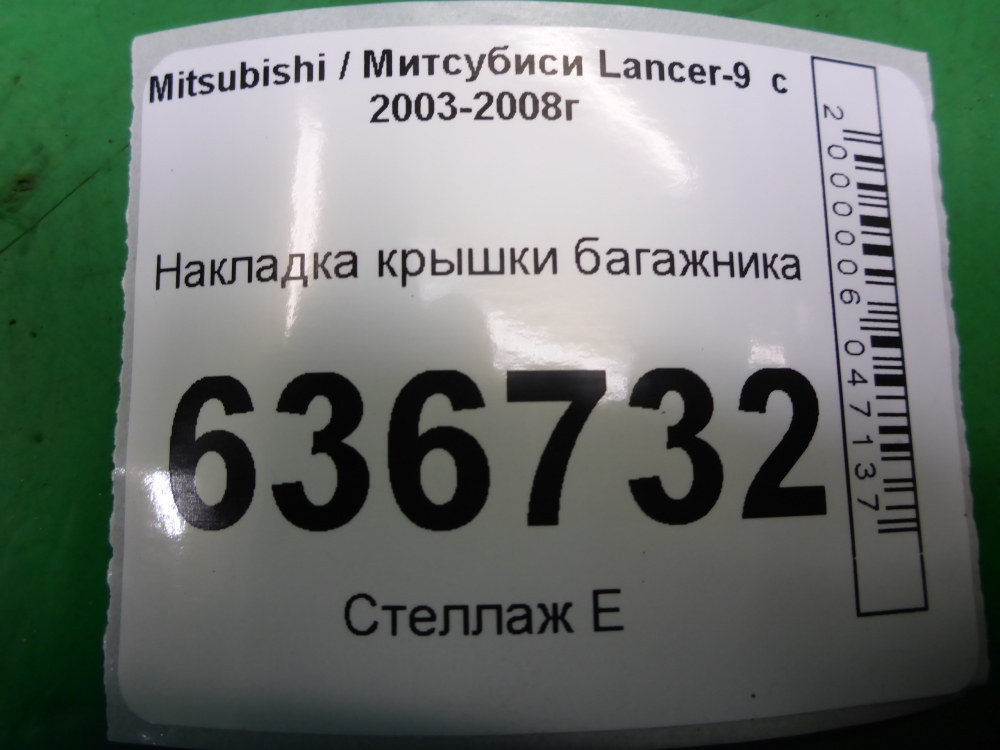 Mitsubishi / Митсубиси Lancer-9 с
2003-2008г
Накладка крышки багажника
636732
Стеллаж Е
2000006047137